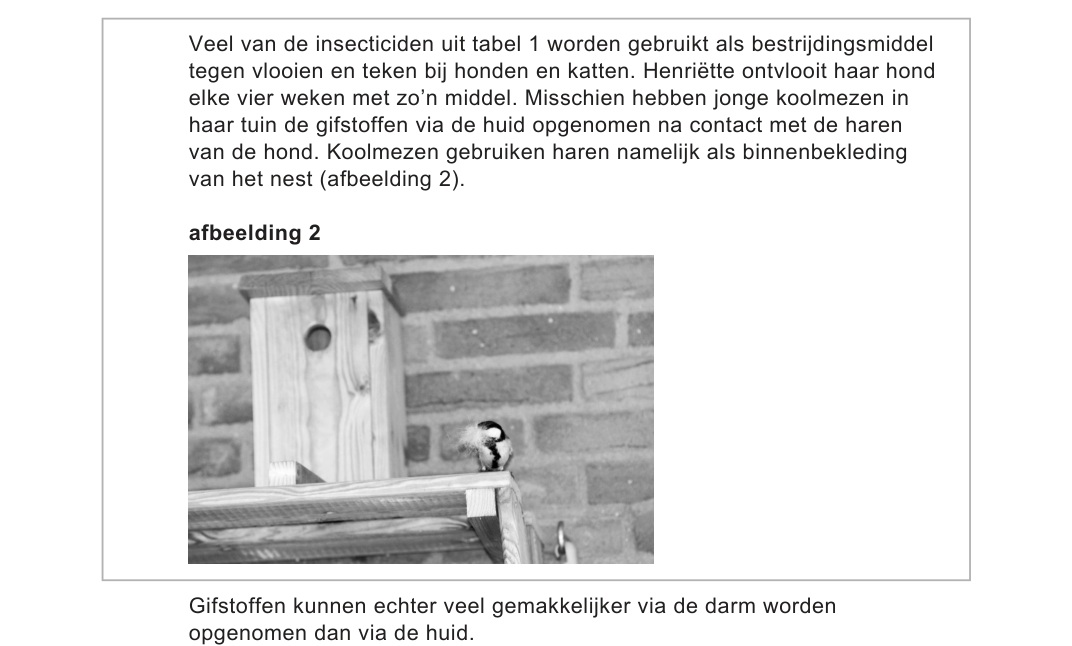 Veel van de insecticiden uit tabel 1 worden gebruikt als bestrijdingsmiddel
tegen vlooien en teken bij honden en katten. Henriëtte ontvlooit haar hond
elke vier weken met zo’n middel. Misschien hebben jonge koolmezen in
haar tuin de gifstoffen via de huid opgenomen na contact met de haren
van de hond. Koolmezen gebruiken haren namelijk als binnenbekleding
van het nest (afbeelding 2).
afbeelding 2
Gifstoffen kunnen echter veel gemakkelijker via de darm worden
opgenomen dan via de huid.